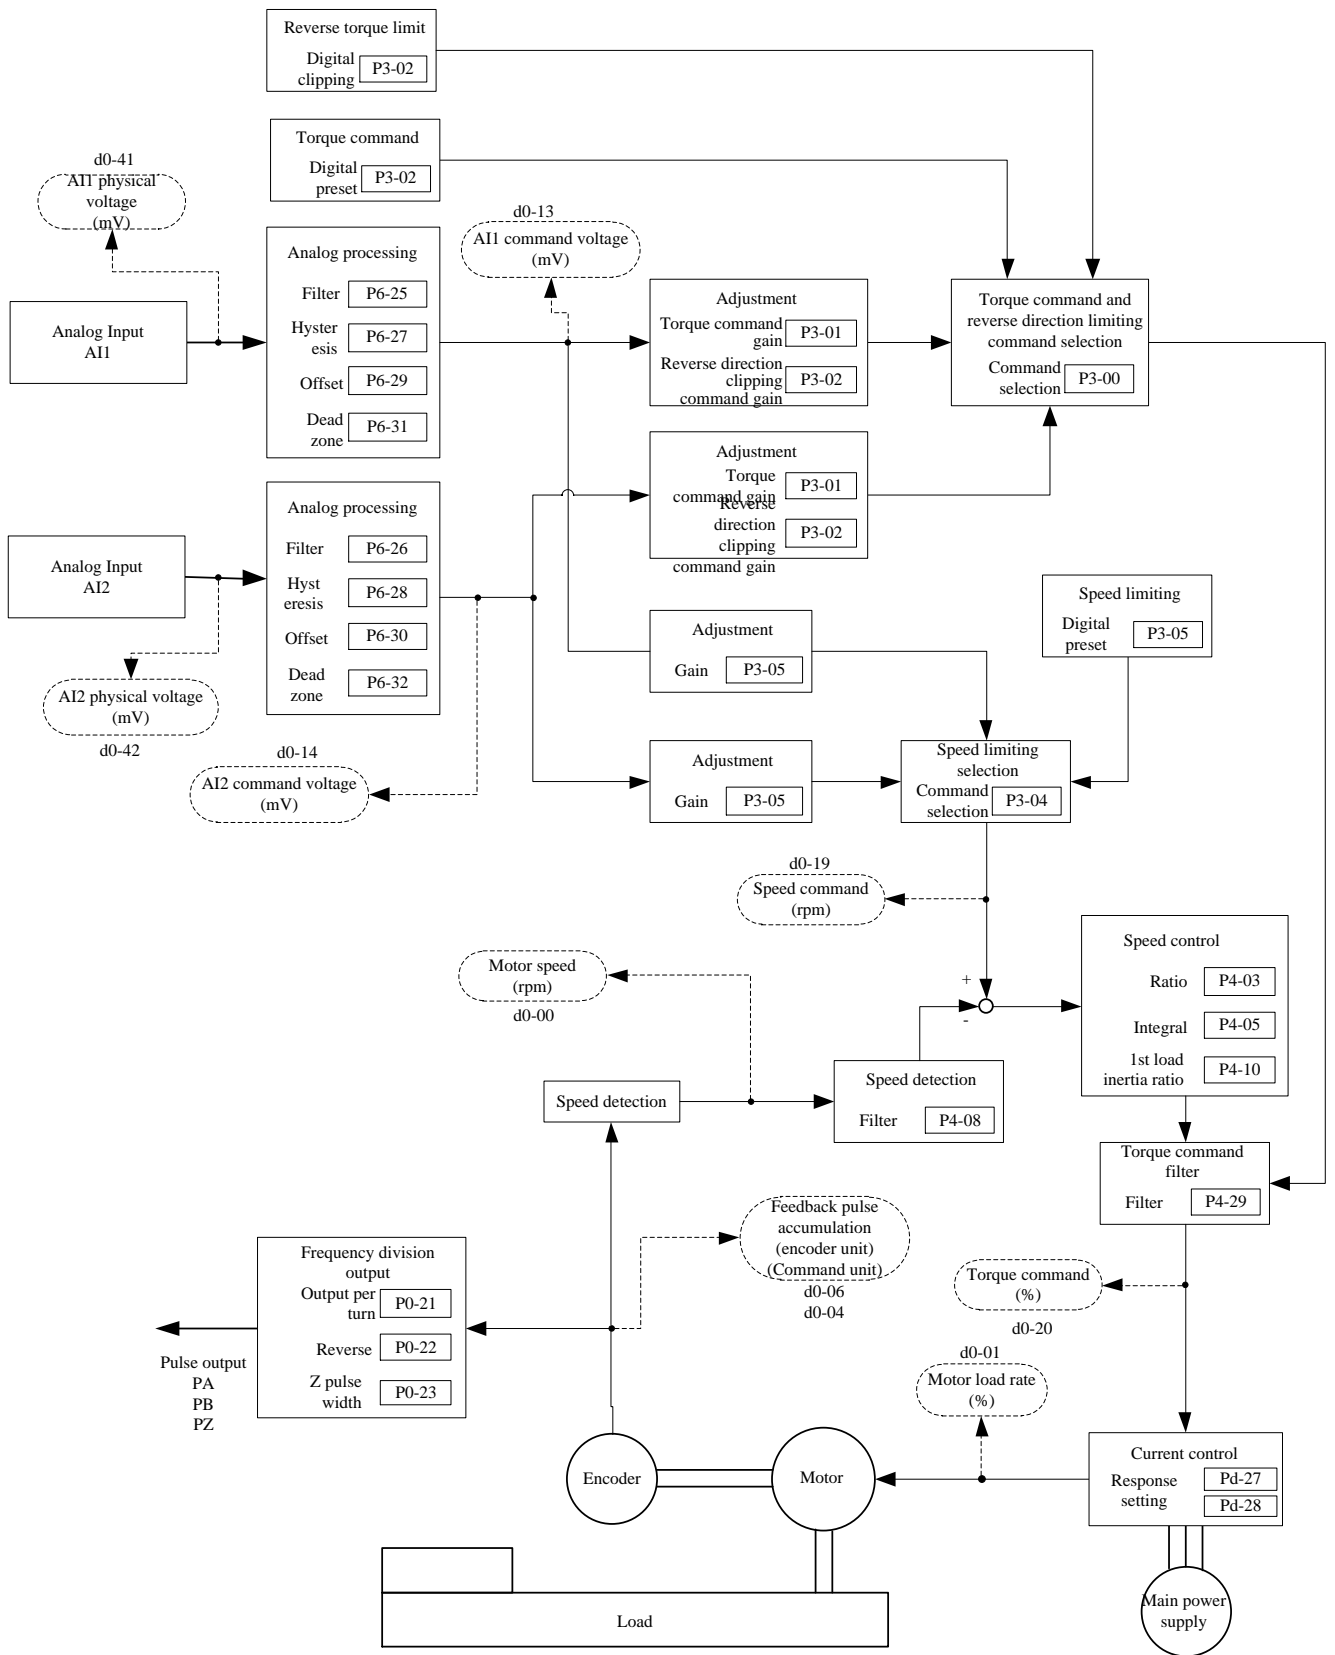 Reverse torque limit
Digital
clipping
P3-02
Torque command
Digital
preset
P3-02
d0-41
AI1 physical
voltage
(mV)
d0-13
AI1 command voltage
(mV)
Analog Input
AI1
Analog processing
Filter
P6-25
Hyster
esis
P6-27
Offset
P6-29
Dead
zone
P6-31
Adjustment
Torque command
gain
P3-01
Reverse direction
clipping
command gain
P3-02
Torque command and
reverse direction limiting
command selection
Command
selection
P3-00
Adjustment
Torque
command gain
P3-01
Reverse
direction
clipping
command gain
P3-02
Analog Input
AI2
Analog processing
Filter
P6-26
Hyst
eresis
P6-28
Offset
P6-30
Dead
zone
P6-32
AI2 physical voltage
(mV)
d0-42
d0-14
AI2 command voltage
(mV)
Adjustment
Gain
P3-05
Speed limiting
Digital
preset
P3-05
Adjustment
Gain
P3-05
Speed limiting
selection
Command
selection
P3-04
d0-19
Speed command
(rpm)
Motor speed
(rpm)
d0-00
+
-
Speed control
Ratio
P4-03
Integral
P4-05
1st load
inertia ratio
P4-10
Speed detection
Speed detection
Filter
P4-08
Torque command
filter
Filter
P4-29
Feedback pulse
accumulation
(encoder unit)
(Command unit)
d0-06
d0-04
Torque command
(%)
d0-20
Frequency division
output
Output per
turn
P0-21
Reverse
P0-22
Z pulse
width
P0-23
Pulse output
PA
PB
PZ
d0-01
Motor load rate
(%)
Encoder
Motor
Current control
Response
setting
Pd-27
Pd-28
Load
Main power
supply